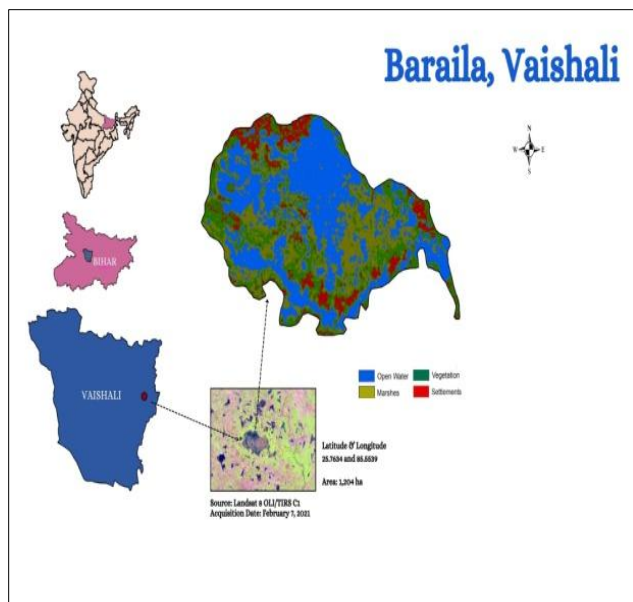 Baraila, Vaishali
N
W E
S
BIHAR
VAISHALI
Open Water
Vegetation
Marshes
Settlements
Latitude & Longitude
25.7634 and 85.5539
Area: 1,204 ha
Source: Landsat 8 OLI/TIRS C1
Acquisition Date: February 7, 2021